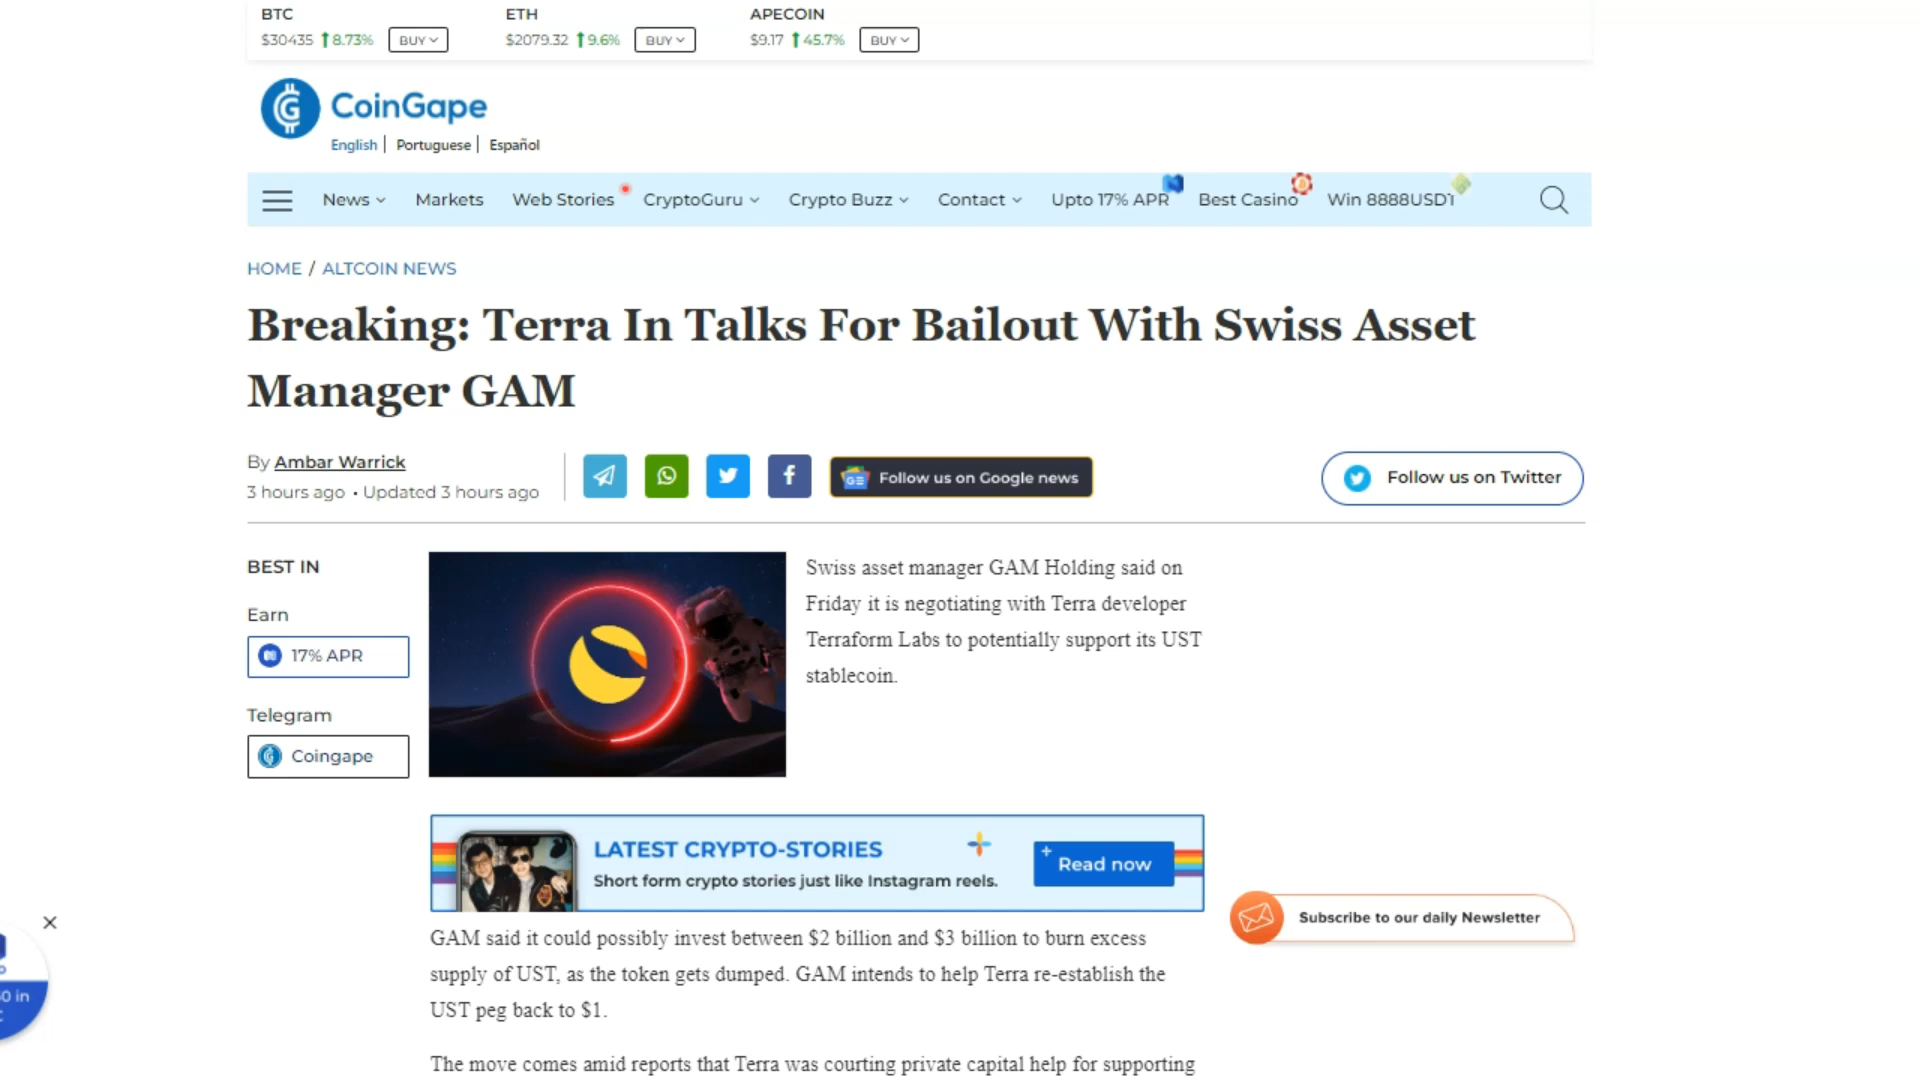 BTC
$30435 8.73% BUY
ETH
$2079.32 9.6% BUY
APECOIN
$9.17 45.7% BUY
CoinGape
English | Portuguese | Español
News Markets Web Stories CryptoGuru Crypto Buzz Contact Upto 17% APR Best Casino Win 8888USDT
HOME / ALTCOIN NEWS
Breaking: Terra In Talks For Bailout With Swiss Asset
Manager GAM
By Ambar Warrick
3 hours ago • Updated 3 hours ago
Follow us on Google news
Follow us on Twitter
BEST IN
Earn
17% APR
Telegram
Coingape
Swiss asset manager GAM Holding said on
Friday it is negotiating with Terra developer
Terraform Labs to potentially support its UST
stablecoin.
LATEST CRYPTO-STORIES
Short form crypto stories just like Instagram reels.
Read now
GAM said it could possibly invest between $2 billion and $3 billion to burn excess
supply of UST, as the token gets dumped. GAM intends to help Terra re-establish the
UST peg back to $1.
Subscribe to our daily Newsletter
The move comes amid reports that Terra was courting private capital help for supporting